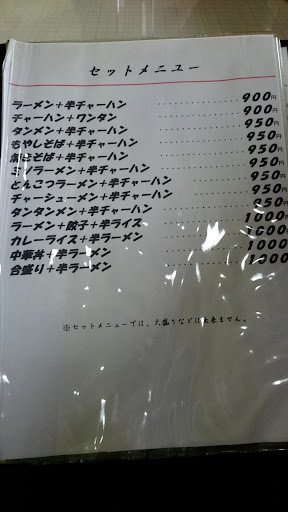 セットメニュー
ラーメン＋半チャーハン ……………… 900円
チャーハン＋ワンタン ……………… 900円
タンメン＋半チャーハン ……………… 950円
もやしそば＋半チャーハン ……………… 950円
焼きそば＋半チャーハン ……………… 950円
ミソラーメン＋半チャーハン ……………… 950円
とんこつラーメン＋半チャーハン ……………… 950円
チャーシューメン＋半チャーハン ……………… 950円
タンタンメン＋半チャーハン ……………… 950円
ラーメン＋餃子＋半ライス ……………… 1000円
カレーライス＋半ラーメン ……………… 1000円
中華丼＋半ラーメン ……………… 1000円
合盛り＋半ラーメン ……………… 1000
※セットメニューでは、大盛りなどは出来ません。